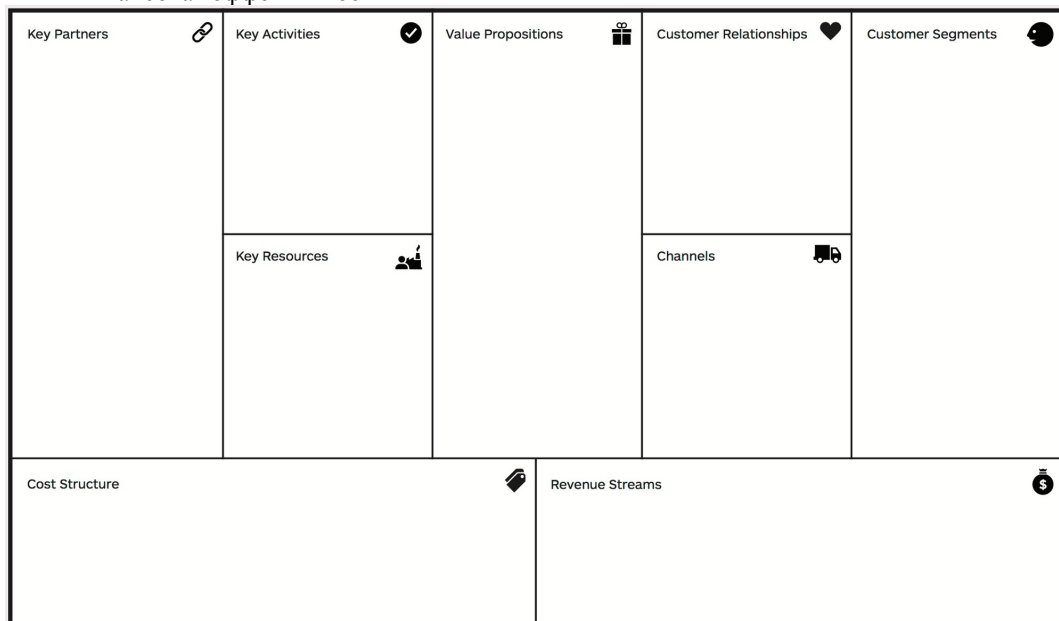 Key Partners
Key Activities
Value Propositions
Customer Relationships
Customer Segments
Key Resources
Channels
Cost Structure
Revenue Streams
$